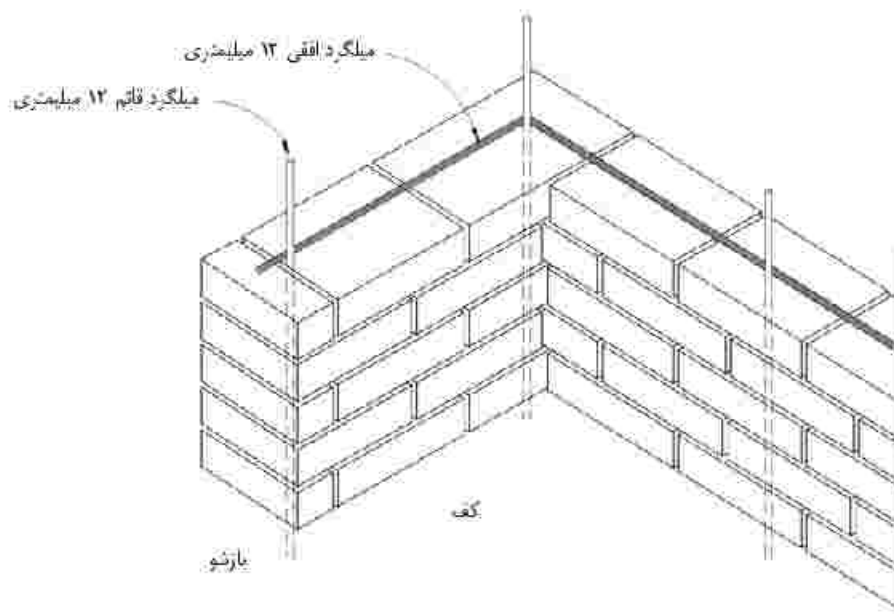 میلگرد افقی ۱۲ میلیمتری
میلگرد قائم ۱۲ میلیمتری
کف
بازشو